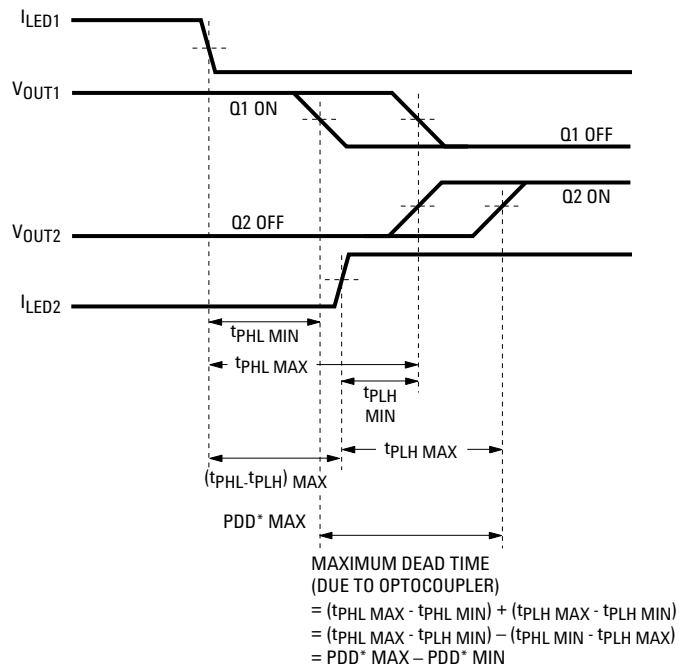 ILED1
VOUT1
Q1 ON
Q1 OFF
Q2 OFF
Q2 ON
VOUT2
ILED2
tPHL MIN
tPHL MAX
tPLH
MIN
tPLH MAX
(tPHL-tPLH) MAX
PDD* MAX
MAXIMUM DEAD TIME
(DUE TO OPTOCOUPLER)
= (tPHL MAX - tPHL MIN) + (tPLH MAX - tPLH MIN)
= (tPHL MAX - tPLH MIN) – (tPHL MIN - tPLH MAX)
= PDD* MAX – PDD* MIN